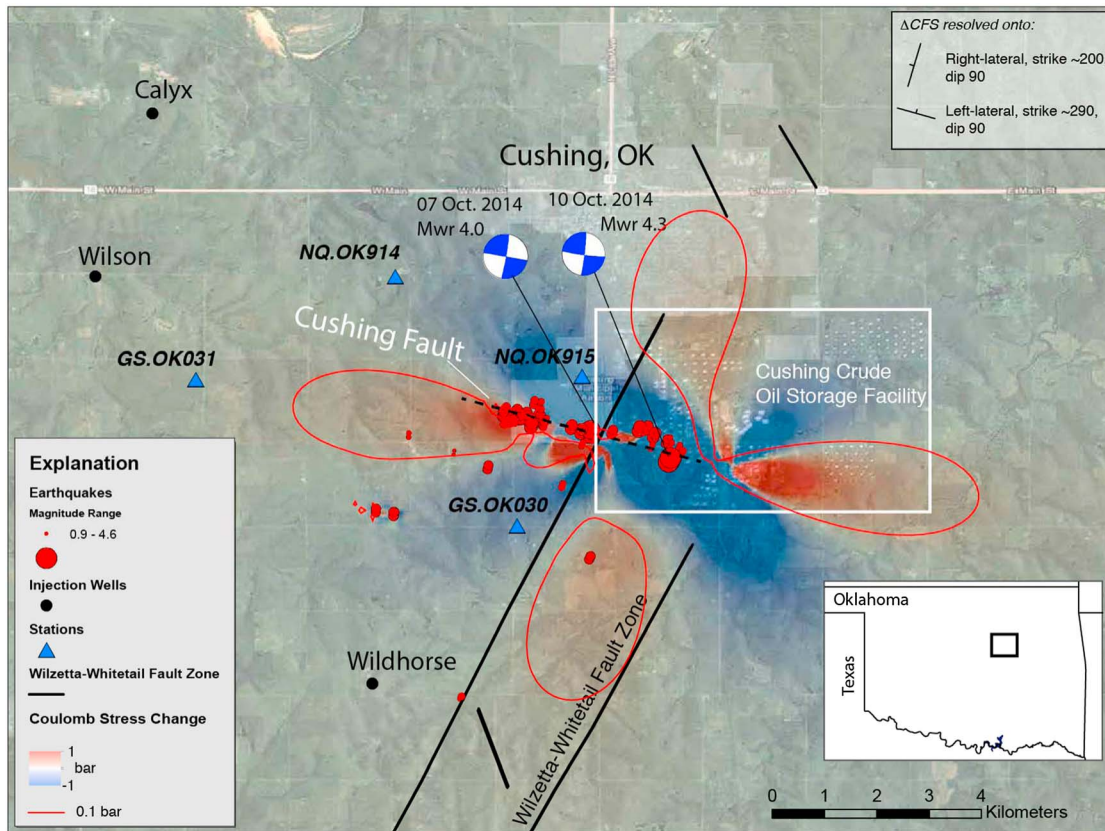 ΔCFS resolved onto:
Right-lateral, strike ~200,
dip 90
Left-lateral, strike ~290,
dip 90
Calyx
Cushing, OK
07 Oct. 2014
Mwr 4.0
10 Oct. 2014
Mwr 4.3
Wilson
NQ.OK914
Cushing Fault
GS.OK031
NQ.OK915
Cushing Crude
Oil Storage Facility
GS.OK030
Wildhorse
Wilzetta-Whitetail Fault Zone
Explanation
Earthquakes
Magnitude Range
0.9 - 4.6
Injection Wells
Stations
Wilzetta-Whitetail Fault Zone
Coulomb Stress Change
1
bar
-1
0.1 bar
Oklahoma
Texas
0 1 2 3 4
Kilometers